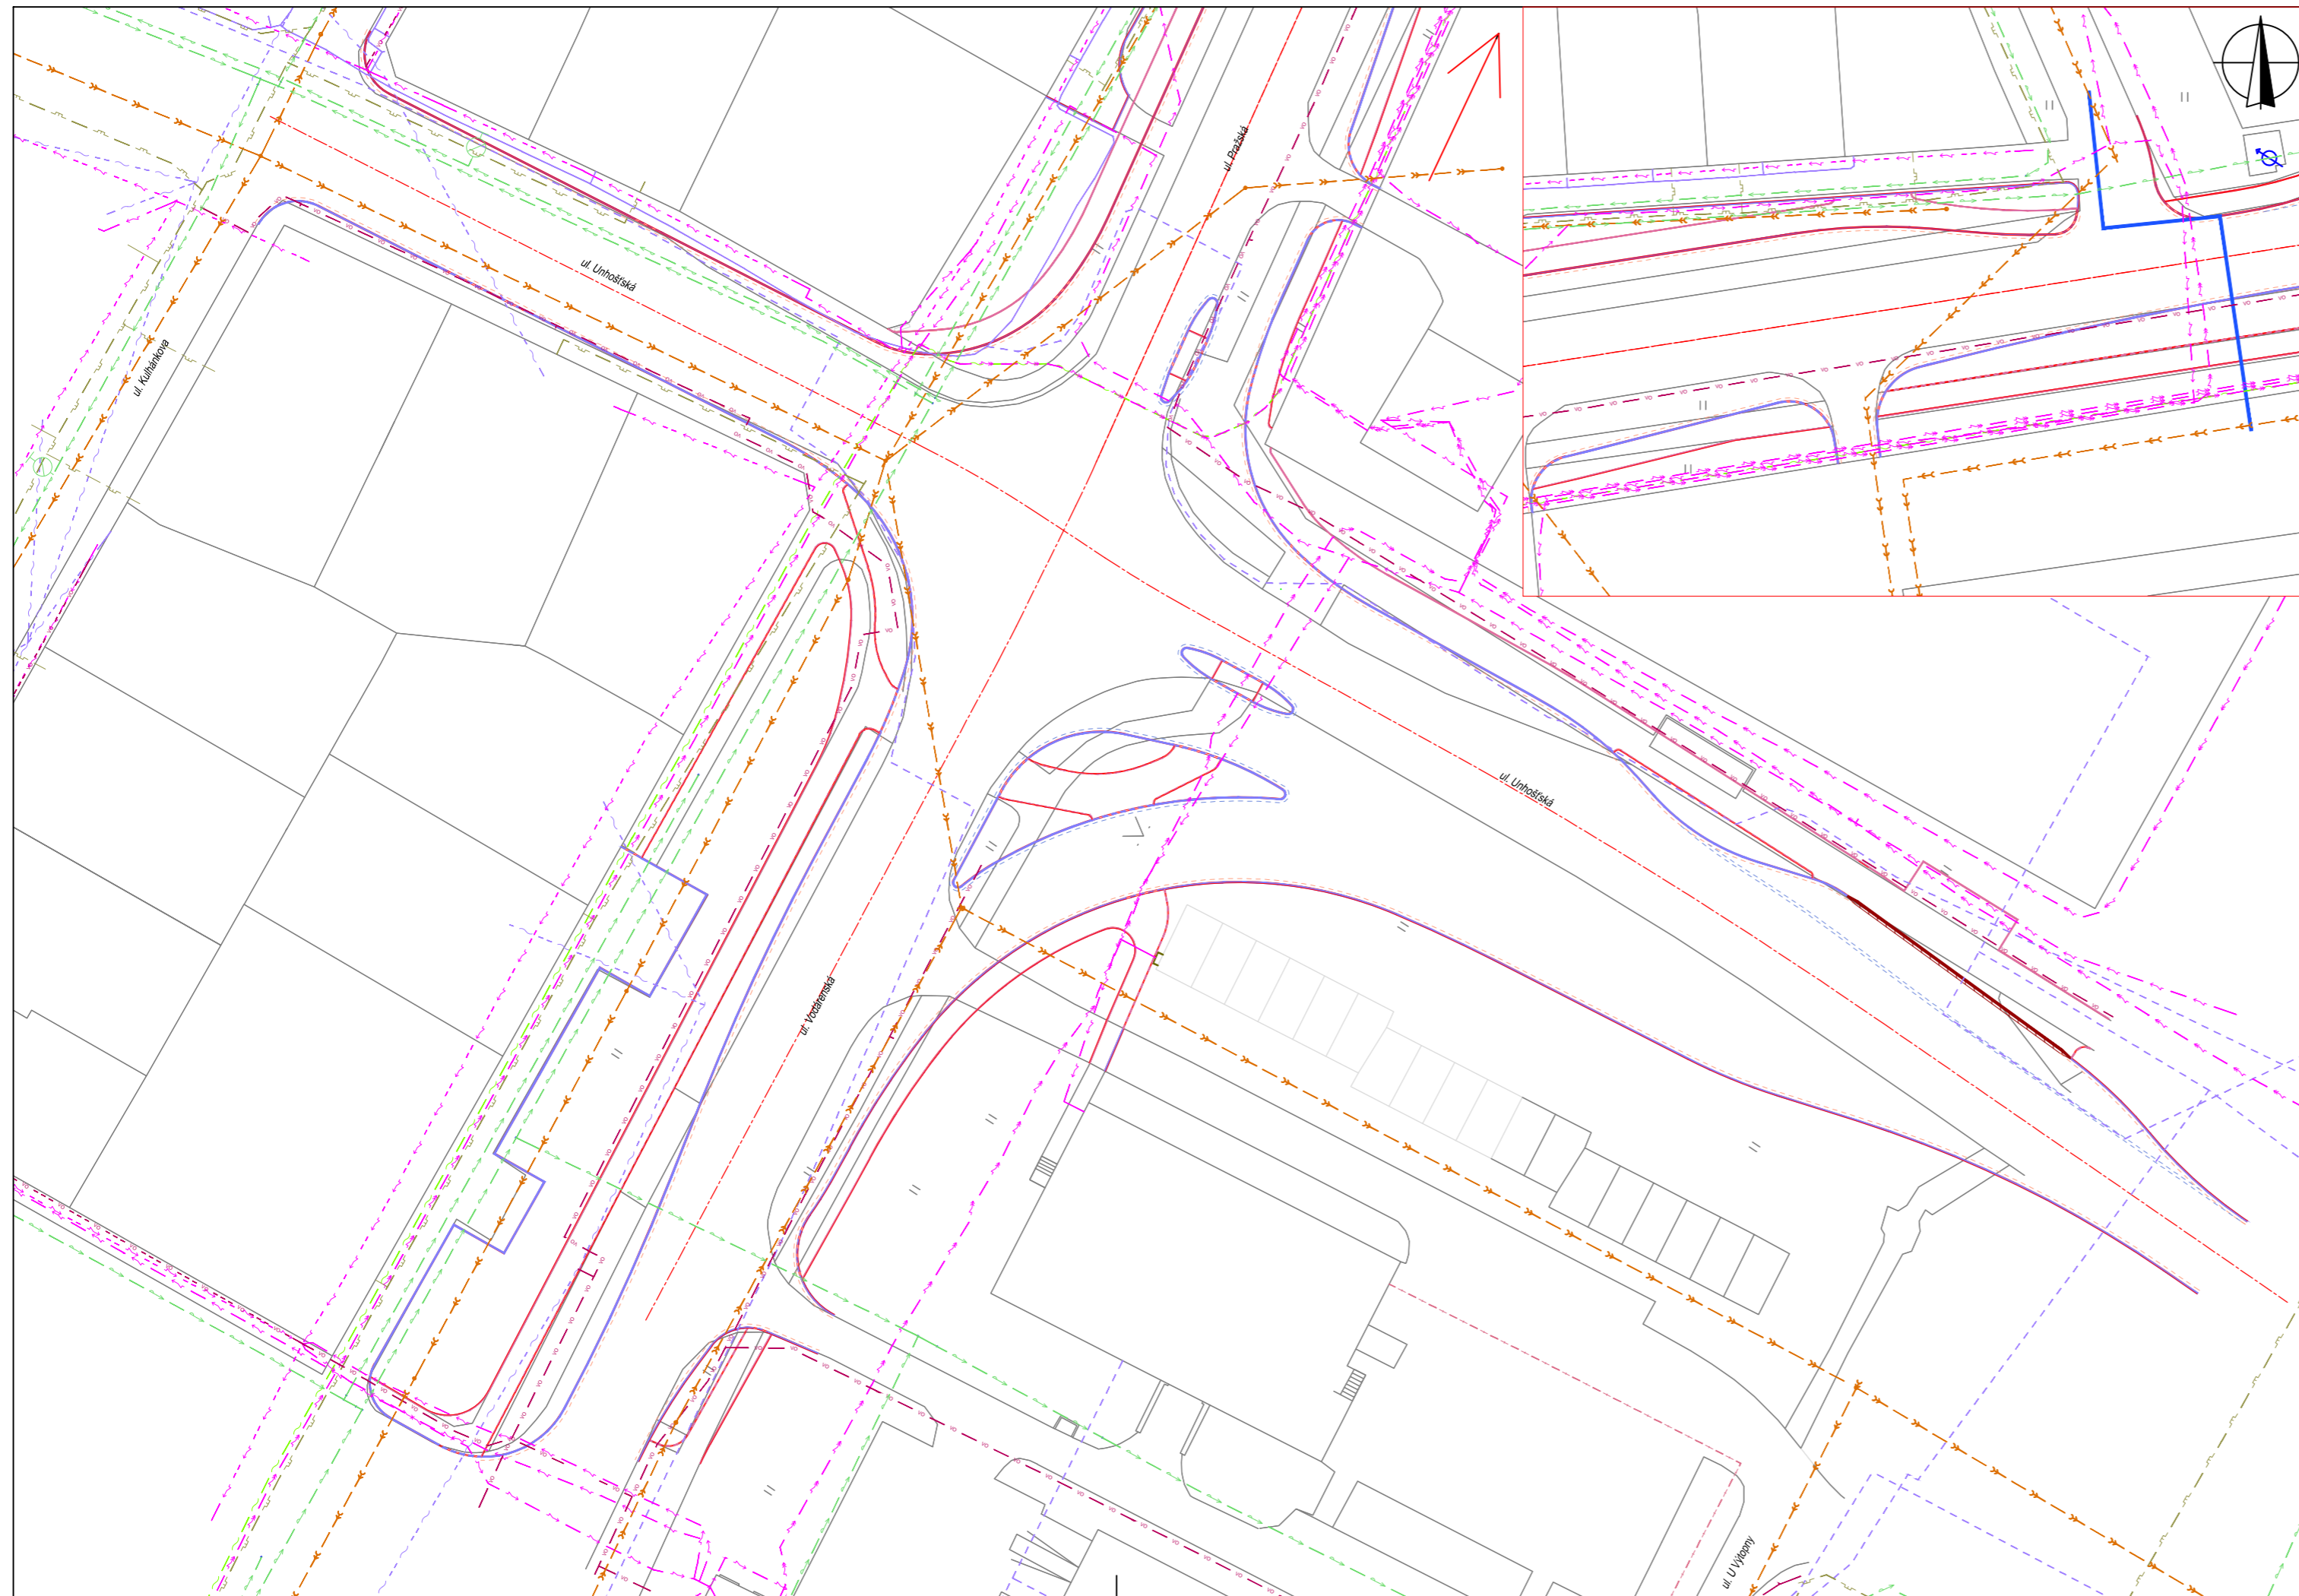 ul. Pražská
ul. Unhošťská
ul. Kulhánkova
ul. Unhošťská
ul. Vodárenská
ul. U Výtopny